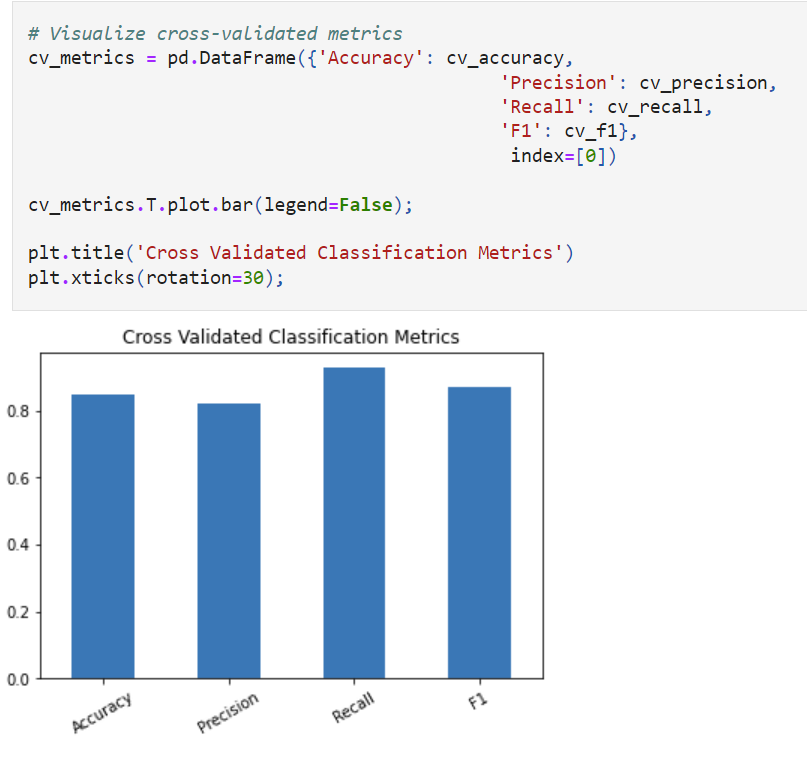 # Visualize cross-validated metrics
cv_metrics = pd.DataFrame({'Accuracy': cv_accuracy,
'Precision': cv_precision,
'Recall': cv_recall,
'F1': cv_f1},
index=[0])
cv_metrics.T.plot.bar(legend=False);
plt.title('Cross Validated Classification Metrics')
plt.xticks(rotation=30);
Cross Validated Classification Metrics
0.8
0.6
0.4
0.2
0.0
Accuracy
Precision
Recall
F1